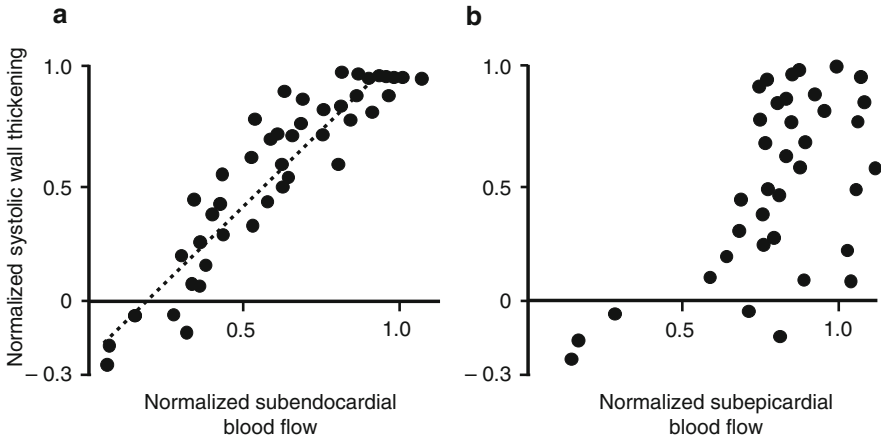 a
Normalized systolic wall thickening
1.0
0.5
0
– 0.3
0.5
1.0
Normalized subendocardial
blood flow
b
1.0
0.5
0
– 0.3
0.5
1.0
Normalized subepicardial
blood flow